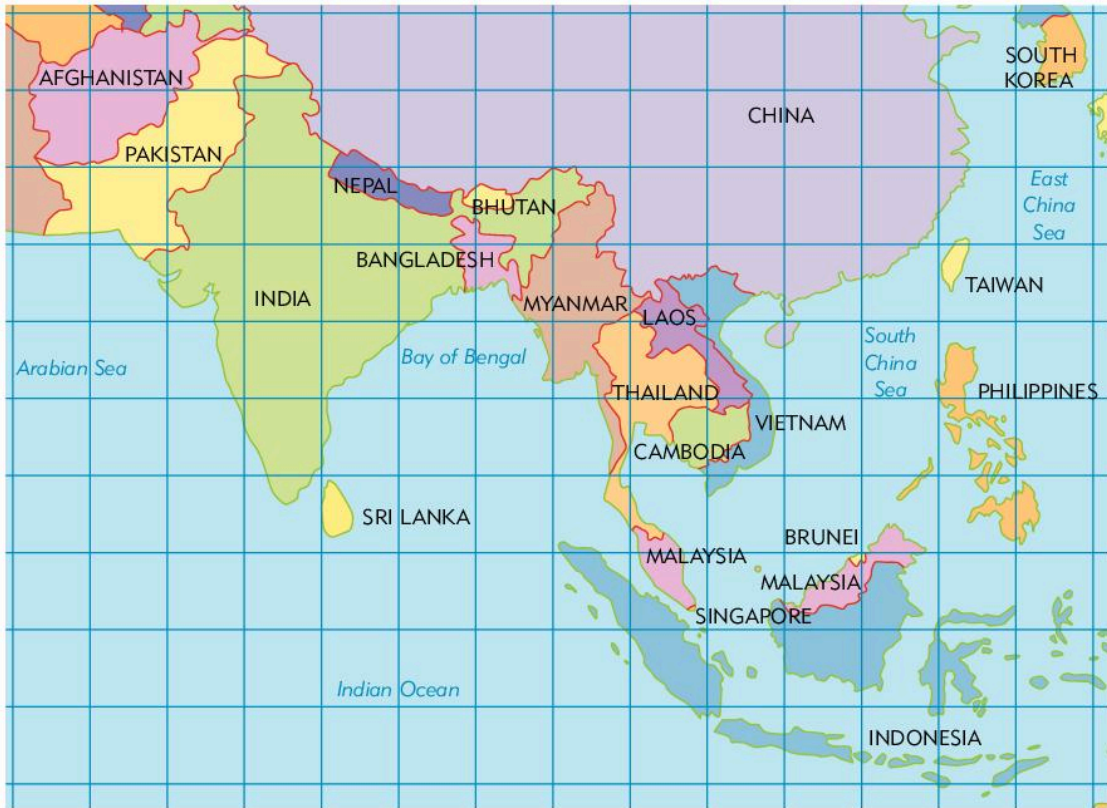 SOUTH
KOREA
AFGHANISTAN
CHINA
PAKISTAN
NEPAL
East
China
Sea
BHUTAN
BANGLADESH
TAIWAN
INDIA
MYANMAR
LAOS
South
China
Sea
Arabian Sea
Bay of Bengal
THAILAND
PHILIPPINES
VIETNAM
CAMBODIA
SRI LANKA
BRUNEI
MALAYSIA
MALAYSIA
SINGAPORE
Indian Ocean
INDONESIA